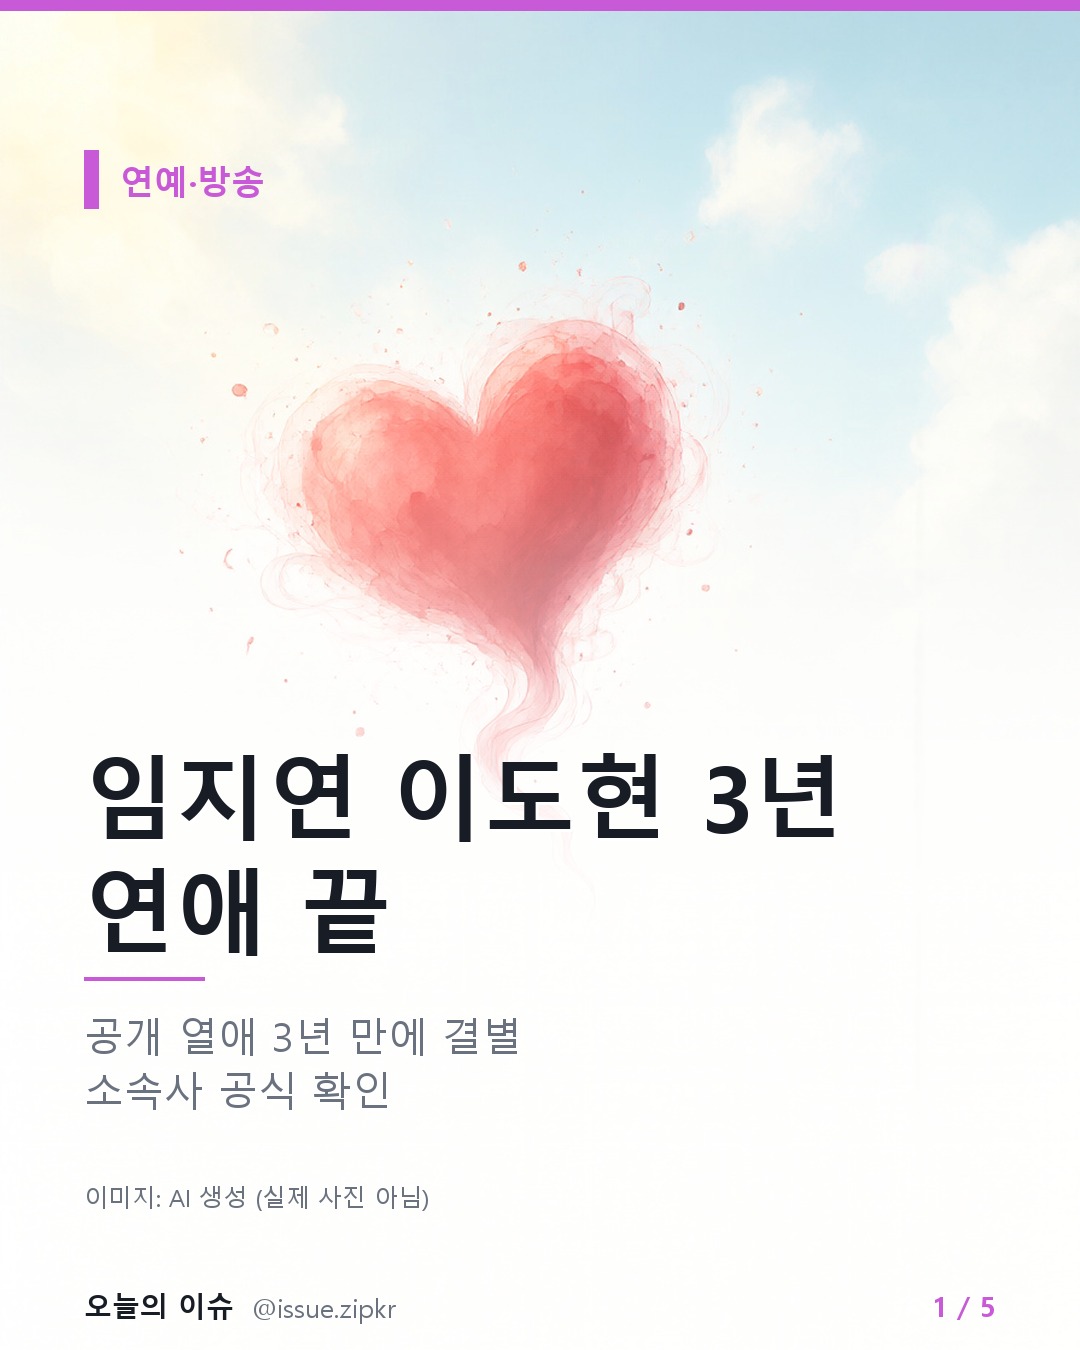 연예·방송
임지연 이도현 3년
연애 끝
공개 열애 3년 만에 결별
소속사 공식 확인
이미지: AI 생성 (실제 사진 아님)
오늘의 이슈 @issue.zipkr
1 / 5